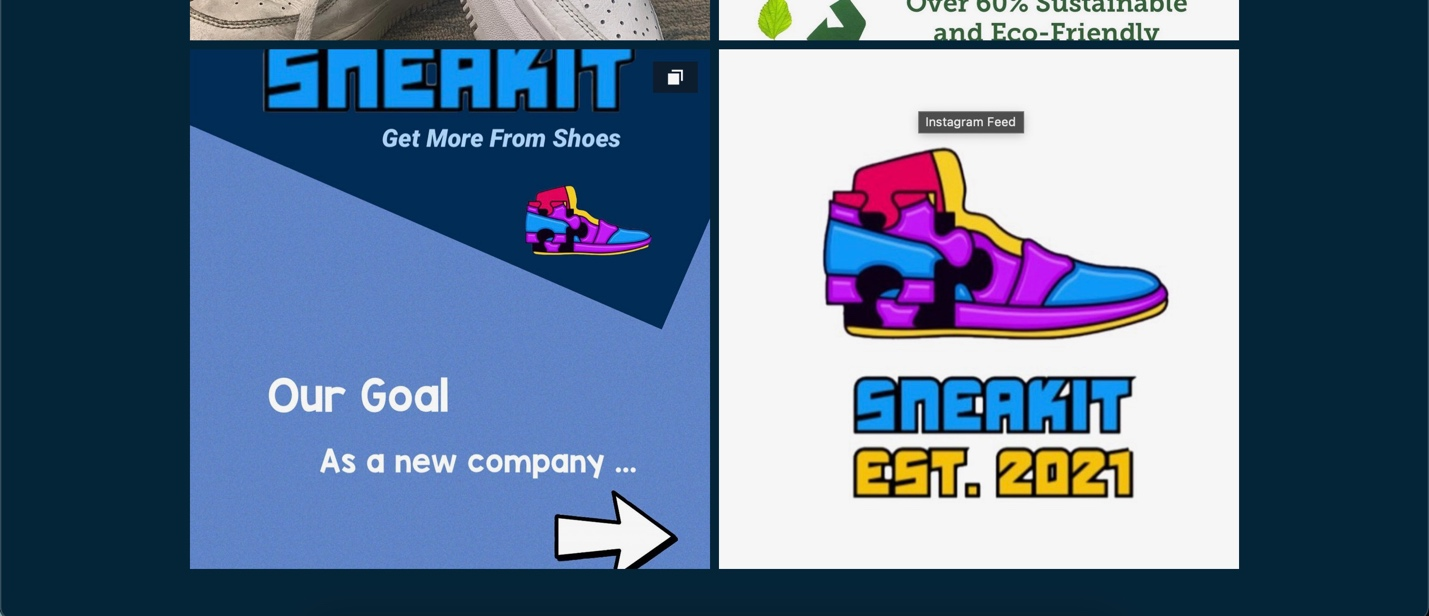 Over 60% Sustainable
and Eco-Friendly
SNEAKIT
Get More From Shoes
Our Goal
As a new company ...
Instagram Feed
SNEAKIT
EST. 2021